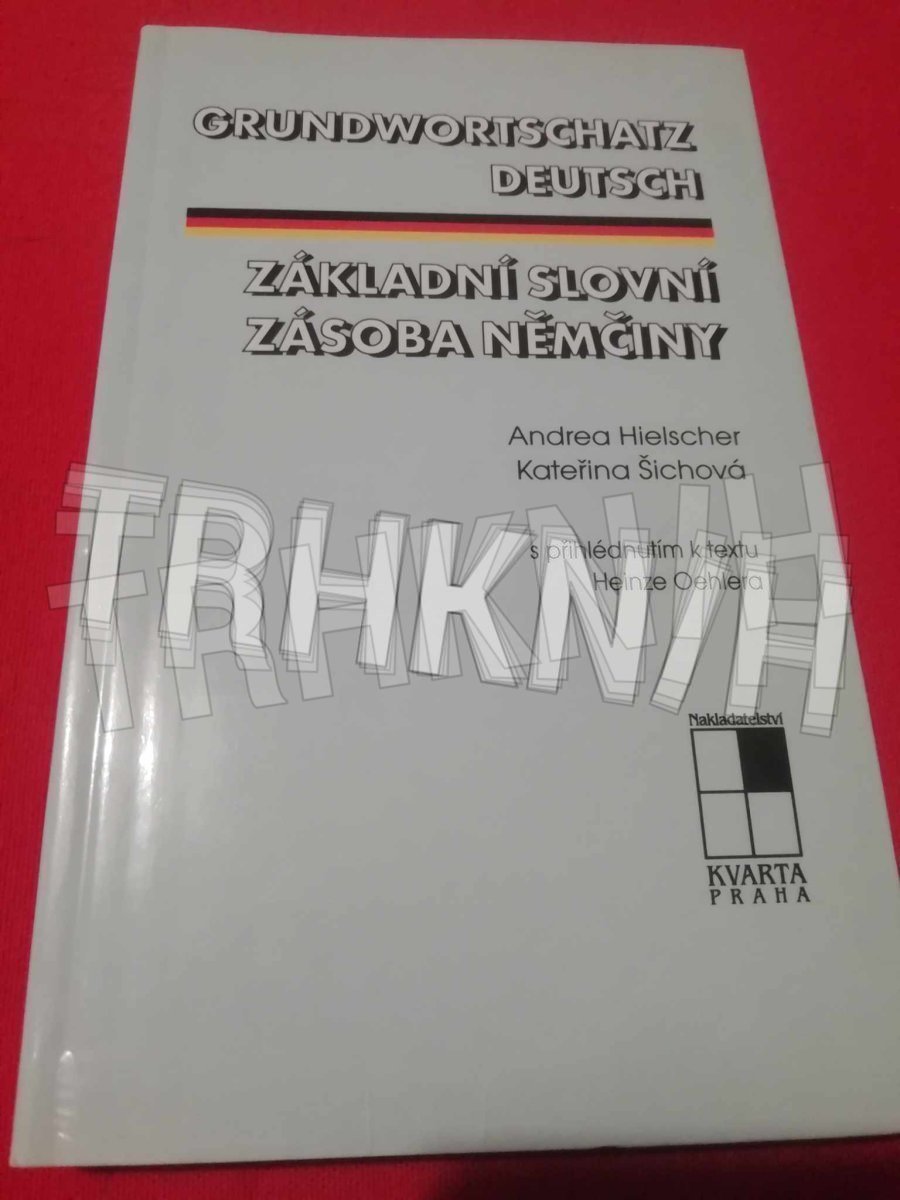 GRUNDWORTSCHATZ
DEUTSCH
ZÁKLADNÍ SLOVNÍ
ZÁSOBA NĚMČINY
Andrea Hielscher
Kateřina Šichová
TRHKNIH
s přihlédnutím k textu
Heinze Oehlera
Nakladatelství
KVARTA
PRAHA